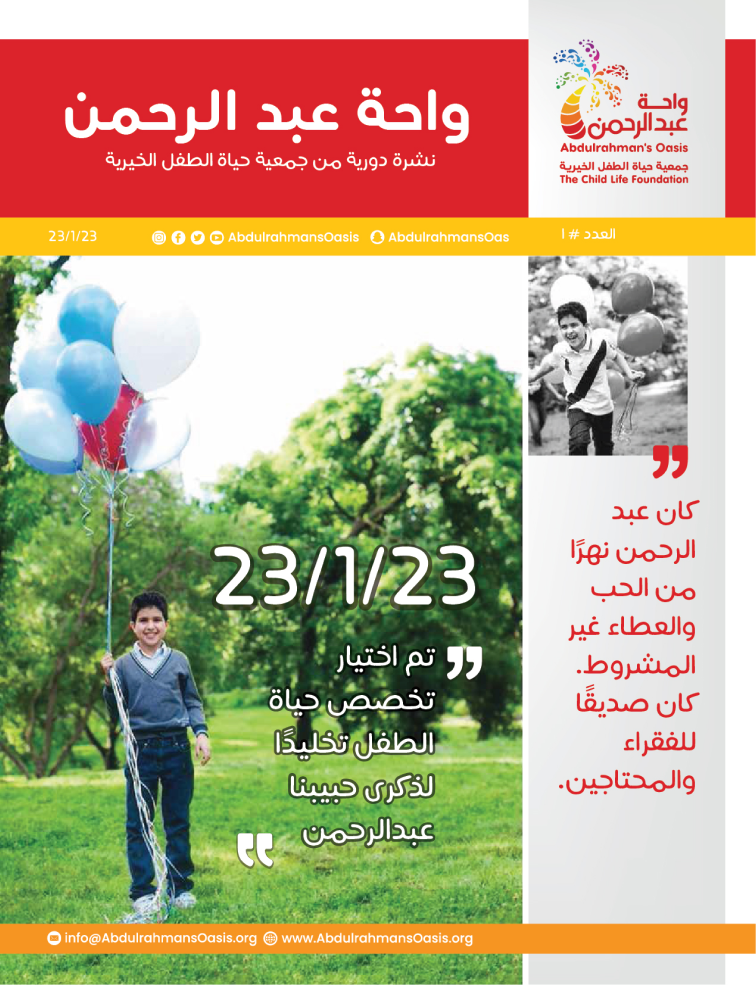 واحة عبد الرحمن
نشرة دورية من جمعية حياة الطفل الخيرية
واحة
عبدالرحمن
Abdulrahman's Oasis
جمعية حياة الطفل الخيرية
The Child Life Foundation
23/1/23
AbdulrahmansOasis
AbdulrahmansOas
العدد # ١
23/1/23
" تم اختيار
تخصص حياة
الطفل تخليدًا
لذكرى حبيبنا
عبدالرحمن "
"
كان عبد
الرحمن نهرًا
من الحب
والعطاء غير
المشروط.
كان صديقًا
للفقراء
والمحتاجين.
info@AbdulrahmansOasis.org www.AbdulrahmansOasis.org